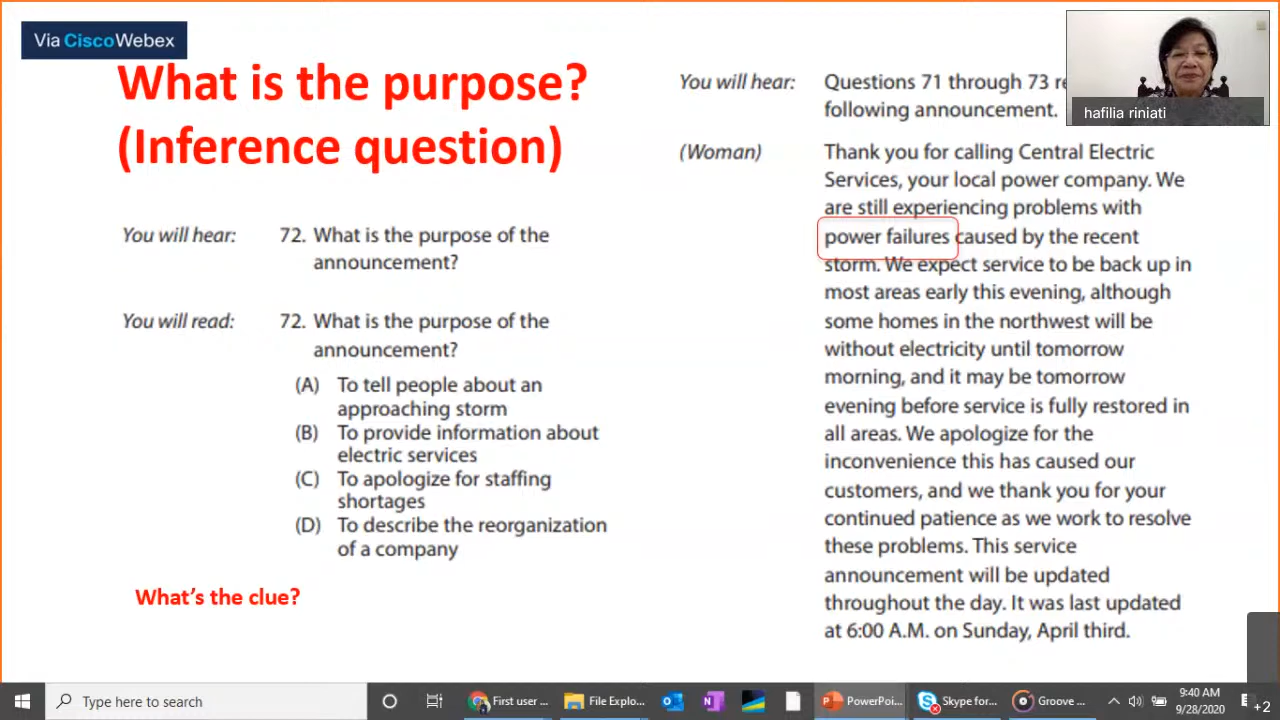 Via CiscoWebex
What is the purpose?
(Inference question)
You will hear:
72. What is the purpose of the
announcement?
You will read:
72. What is the purpose of the
announcement?
(A) To tell people about an
approaching storm
(B) To provide information about
electric services
(C) To apologize for staffing
shortages
(D) To describe the reorganization
of a company
What's the clue?
You will hear:
Questions 71 through 73 re
following announcement.
(Woman)
Thank you for calling Central Electric
Services, your local power company. We
are still experiencing problems with
power failures caused by the recent
storm. We expect service to be back up in
most areas early this evening, although
some homes in the northwest will be
without electricity until tomorrow
morning, and it may be tomorrow
evening before service is fully restored in
all areas. We apologize for the
inconvenience this has caused our
customers, and we thank you for your
continued patience as we work to resolve
these problems. This service
announcement will be updated
throughout the day. It was last updated
at 6:00 A.M. on Sunday, April third.
hafilia riniati
Type here to search
First user ...
File Explo...
PowerPoi...
Skype for...
Groove ...
9:40 AM
9/28/2020
+2